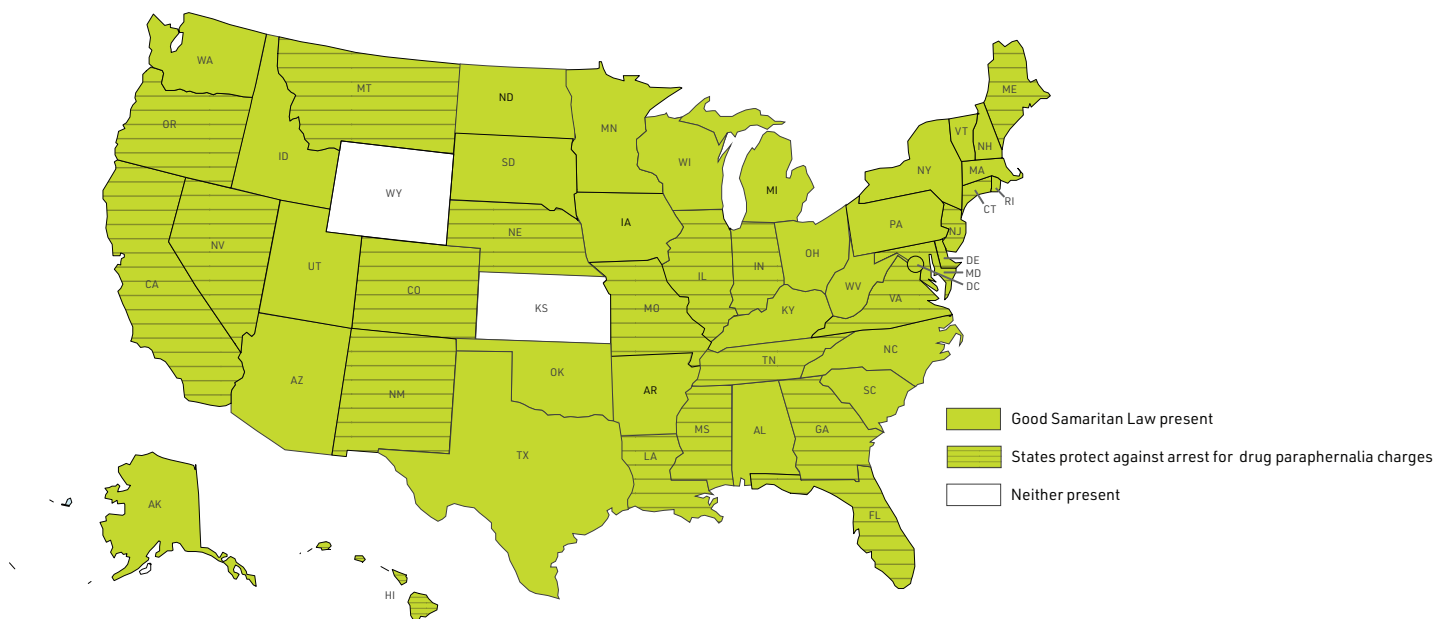 WA
MT
ND
MN
OR
ID
SD
WI
MI
WY
NE
IA
NV
UT
CO
KS
CA
AZ
NM
OK
TX
MO
AR
LA
IL
IN
OH
KY
TN
MS
AL
GA
FL
SC
NC
VA
WV
PA
NY
VT
NH
ME
MA
RI
CT
NJ
DE
MD
DC
AK
HI
Good Samaritan Law present
States protect against arrest for drug paraphernalia charges
Neither present